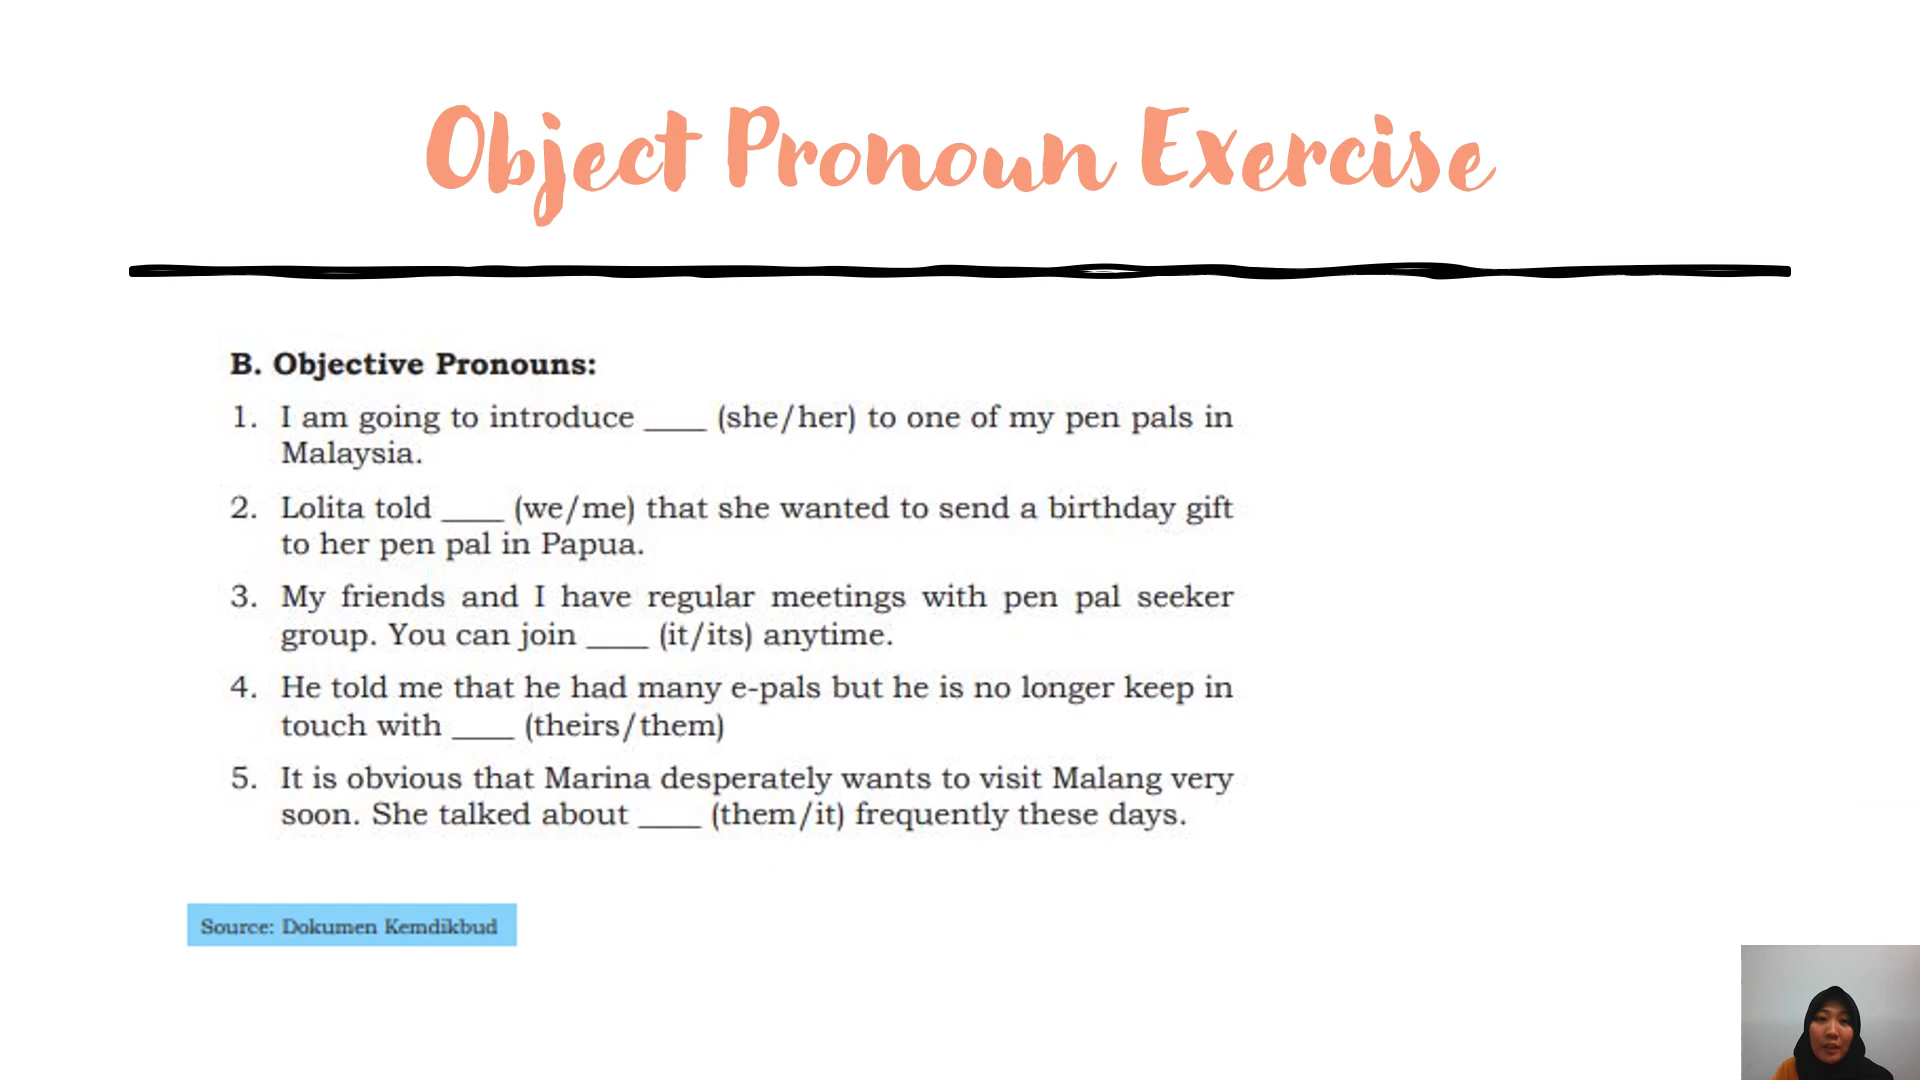 Object Pronoun Exercise
B. Objective Pronouns:
1. I am going to introduce ____ (she/her) to one of my pen pals in
Malaysia.
2. Lolita told ____ (we/me) that she wanted to send a birthday gift
to her pen pal in Papua.
3. My friends and I have regular meetings with pen pal seeker
group. You can join ____ (it/its) anytime.
4. He told me that he had many e-pals but he is no longer keep in
touch with ____ (theirs/them)
5. It is obvious that Marina desperately wants to visit Malang very
soon. She talked about ____ (them/it) frequently these days.
Source: Dokumen Kemdikbud